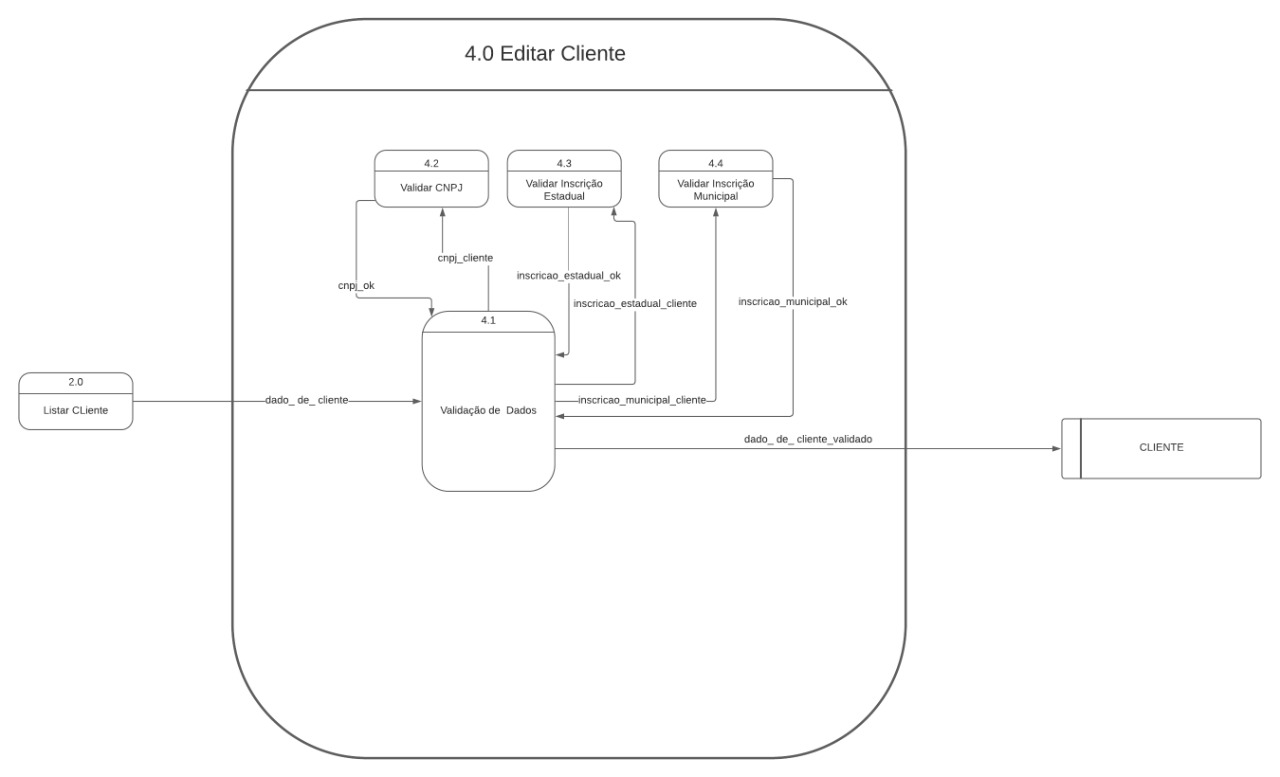 4.0 Editar Cliente
4.2
Validar CNPJ
4.3
Validar Inscrição
Estadual
4.4
Validar Inscrição
Municipal
cnpj_cliente
inscricao_estadual_ok
cnpj_ok
inscricao_estadual_cliente
inscricao_municipal_ok
4.1
Validação de  Dados
2.0
Listar CLiente
dado_ de_ cliente
inscricao_municipal_cliente
dado_ de_ cliente_validado
CLIENTE